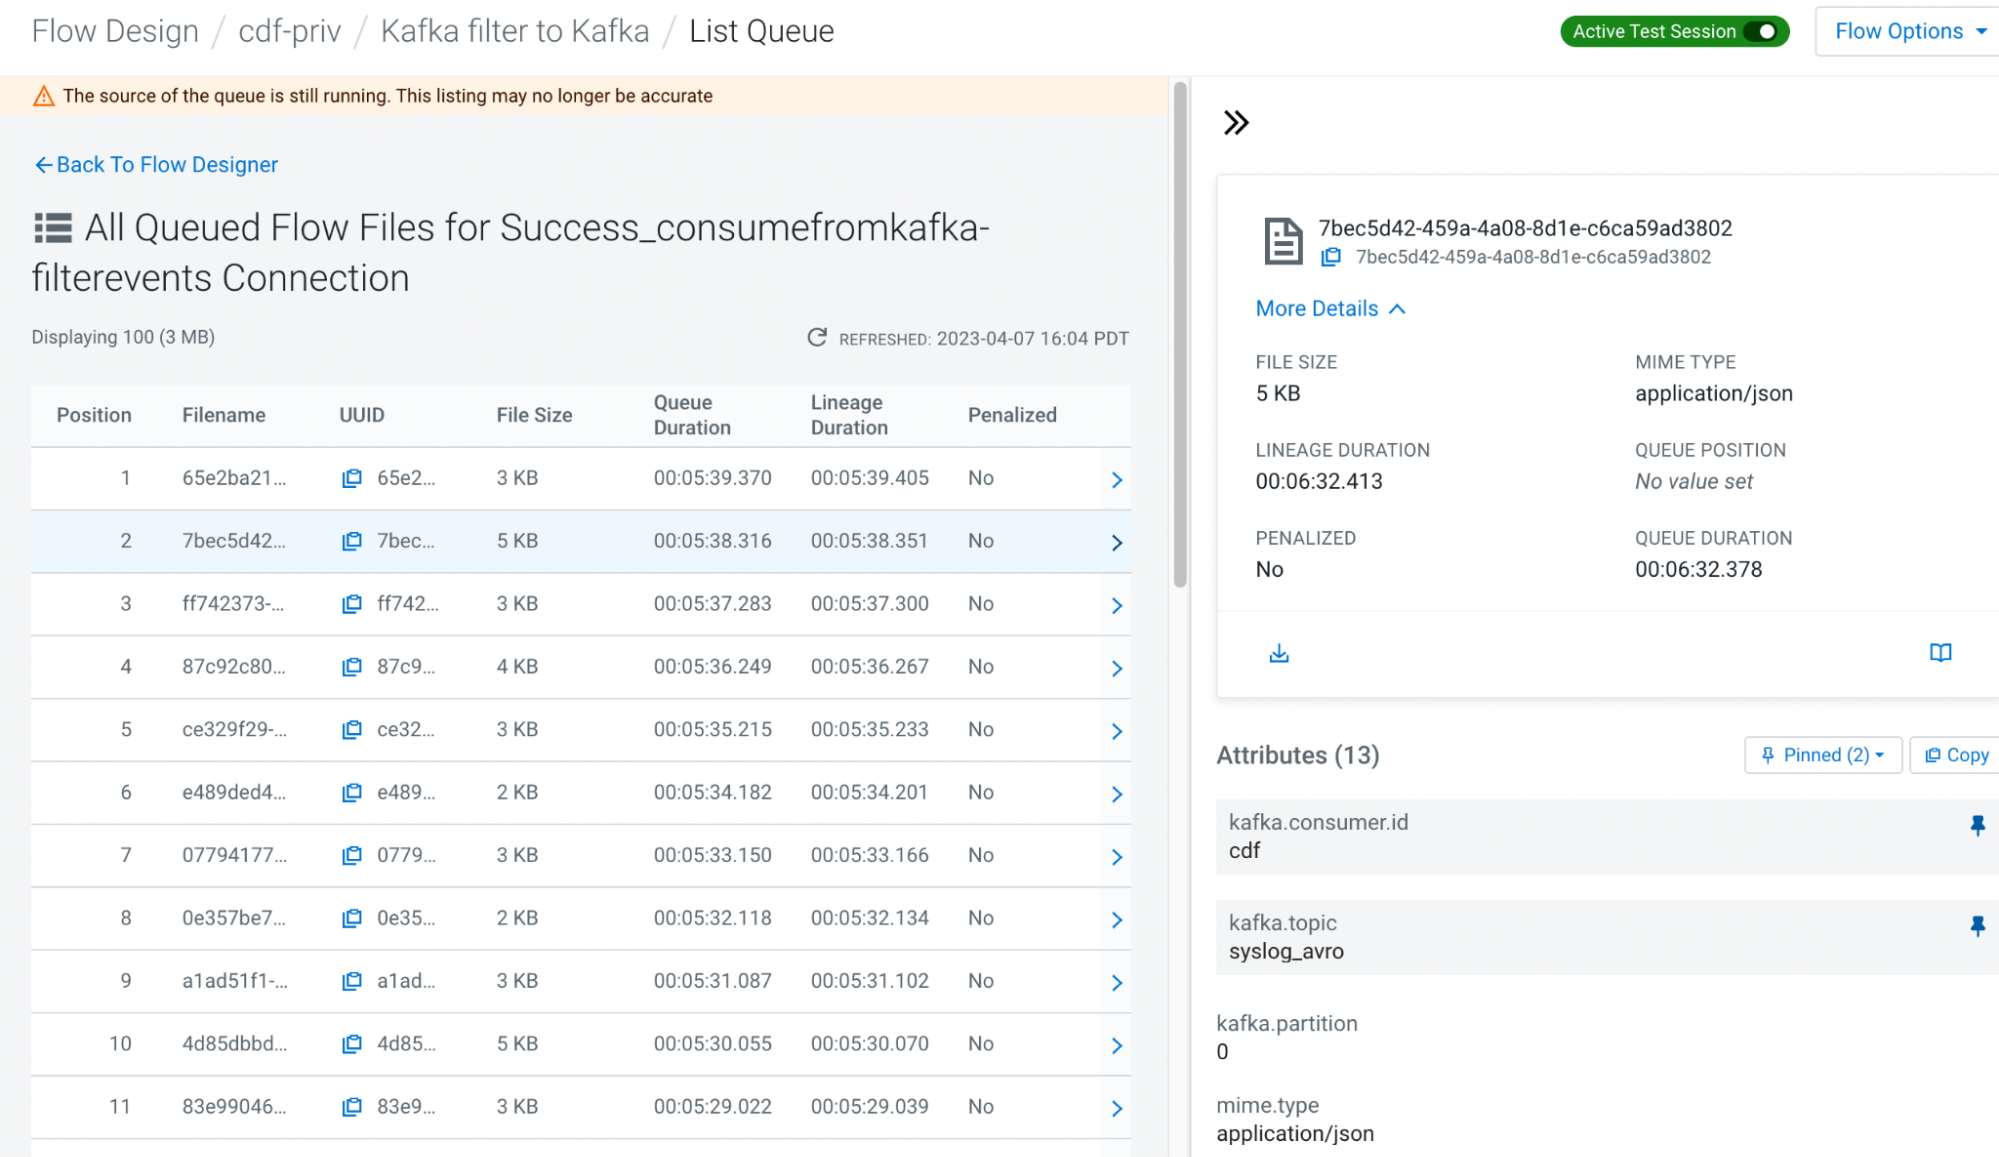 Flow Design / cdf-priv / Kafka filter to Kafka / List Queue
Active Test Session
Flow Options
The source of the queue is still running. This listing may no longer be accurate
Back To Flow Designer
All Queued Flow Files for Success_consumefromkafka-
filterevents Connection
Displaying 100 (3 MB)
REFRESHED: 2023-04-07 16:04 PDT
Position Filename UUID File Size Queue Duration Lineage Duration Penalized
1 65e2ba21... 65e2... 3 KB 00:05:39.370 00:05:39.405 No
2 7bec5d42... 7bec... 5 KB 00:05:38.316 00:05:38.351 No
3 ff742373-... ff742... 3 KB 00:05:37.283 00:05:37.300 No
4 87c92c80... 87c9... 4 KB 00:05:36.249 00:05:36.267 No
5 ce329f29-... ce32... 3 KB 00:05:35.215 00:05:35.233 No
6 e489ded4... e489... 2 KB 00:05:34.182 00:05:34.201 No
7 07794177... 0779... 3 KB 00:05:33.150 00:05:33.166 No
8 0e357be7... 0e35... 2 KB 00:05:32.118 00:05:32.134 No
9 a1ad51f1-... a1ad... 3 KB 00:05:31.087 00:05:31.102 No
10 4d85dbbd... 4d85... 5 KB 00:05:30.055 00:05:30.070 No
11 83e99046... 83e9... 3 KB 00:05:29.022 00:05:29.039 No
7bec5d42-459a-4a08-8d1e-c6ca59ad3802
7bec5d42-459a-4a08-8d1e-c6ca59ad3802
More Details
FILE SIZE MIME TYPE
5 KB application/json
LINEAGE DURATION QUEUE POSITION
00:06:32.413 No value set
PENALIZED QUEUE DURATION
No 00:06:32.378
Attributes (13)
Pinned (2)
Copy
kafka.consumer.id
cdf
kafka.topic
syslog_avro
kafka.partition
0
mime.type
application/json